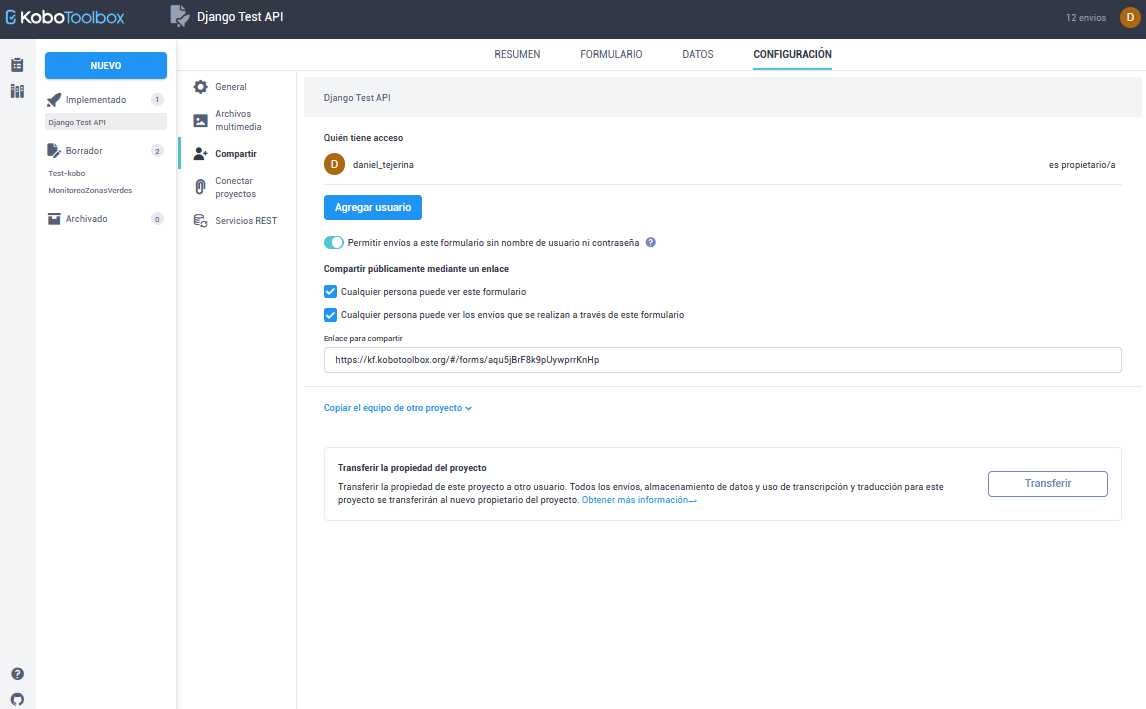 KoboToolbox
Django Test API
12 envíos
D
NUEVO
Implementado 1
Django Test API
Borrador 2
Test-kobo
MonitoreoZonasVerdes
Archivado 0
RESUMEN FORMULARIO DATOS CONFIGURACIÓN
General
Archivos
multimedia
Compartir
Conectar
proyectos
Servicios REST
Django Test API
Quién tiene acceso
D daniel_tejerina es propietario/a
Agregar usuario
Permitir envíos a este formulario sin nombre de usuario ni contraseña ?
Compartir públicamente mediante un enlace
Cualquier persona puede ver este formulario
Cualquier persona puede ver los envíos que se realizan a través de este formulario
Enlace para compartir
https://kf.kobotoolbox.org/#/forms/aqu5jBrF8k9pUywprrKnHp
Copiar el equipo de otro proyecto
Transferir la propiedad del proyecto
Transferir la propiedad de este proyecto a otro usuario. Todos los envíos, almacenamiento de datos y uso de transcripción y traducción para este
proyecto se transferirán al nuevo propietario del proyecto. Obtener más información
Transferir
?